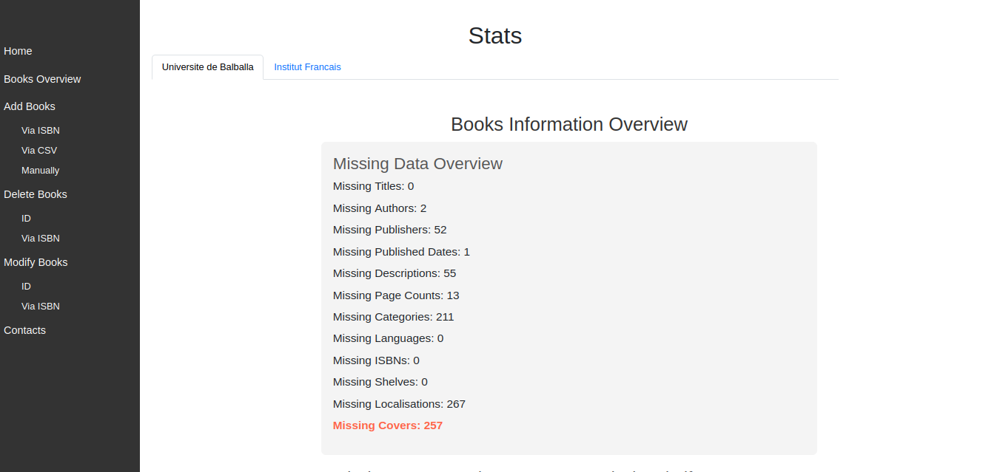 Home
Books Overview
Add Books
Via ISBN
Via CSV
Manually
Delete Books
ID
Via ISBN
Modify Books
ID
Via ISBN
Contacts
Stats
Universite de Balballa
Institut Francais
Books Information Overview
Missing Data Overview
Missing Titles: 0
Missing Authors: 2
Missing Publishers: 52
Missing Published Dates: 1
Missing Descriptions: 55
Missing Page Counts: 13
Missing Categories: 211
Missing Languages: 0
Missing ISBNs: 0
Missing Shelves: 0
Missing Localisations: 267
Missing Covers: 257